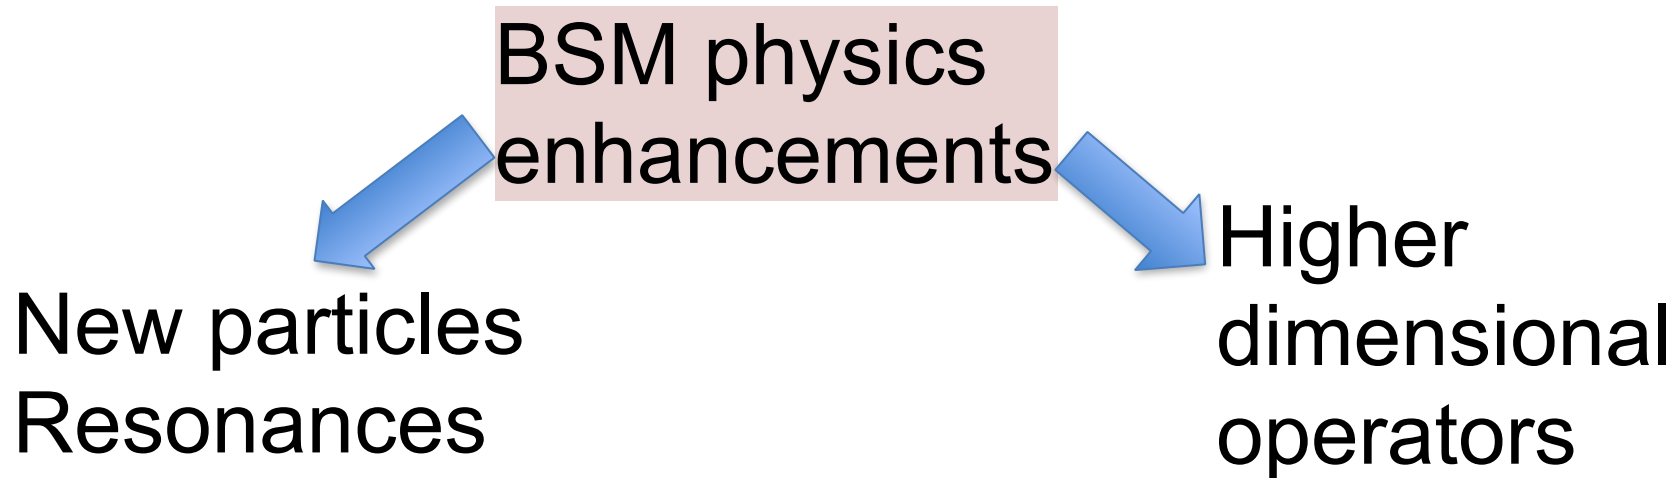 BSM physics
enhancements
New particles
Resonances
Higher
dimensional
operators